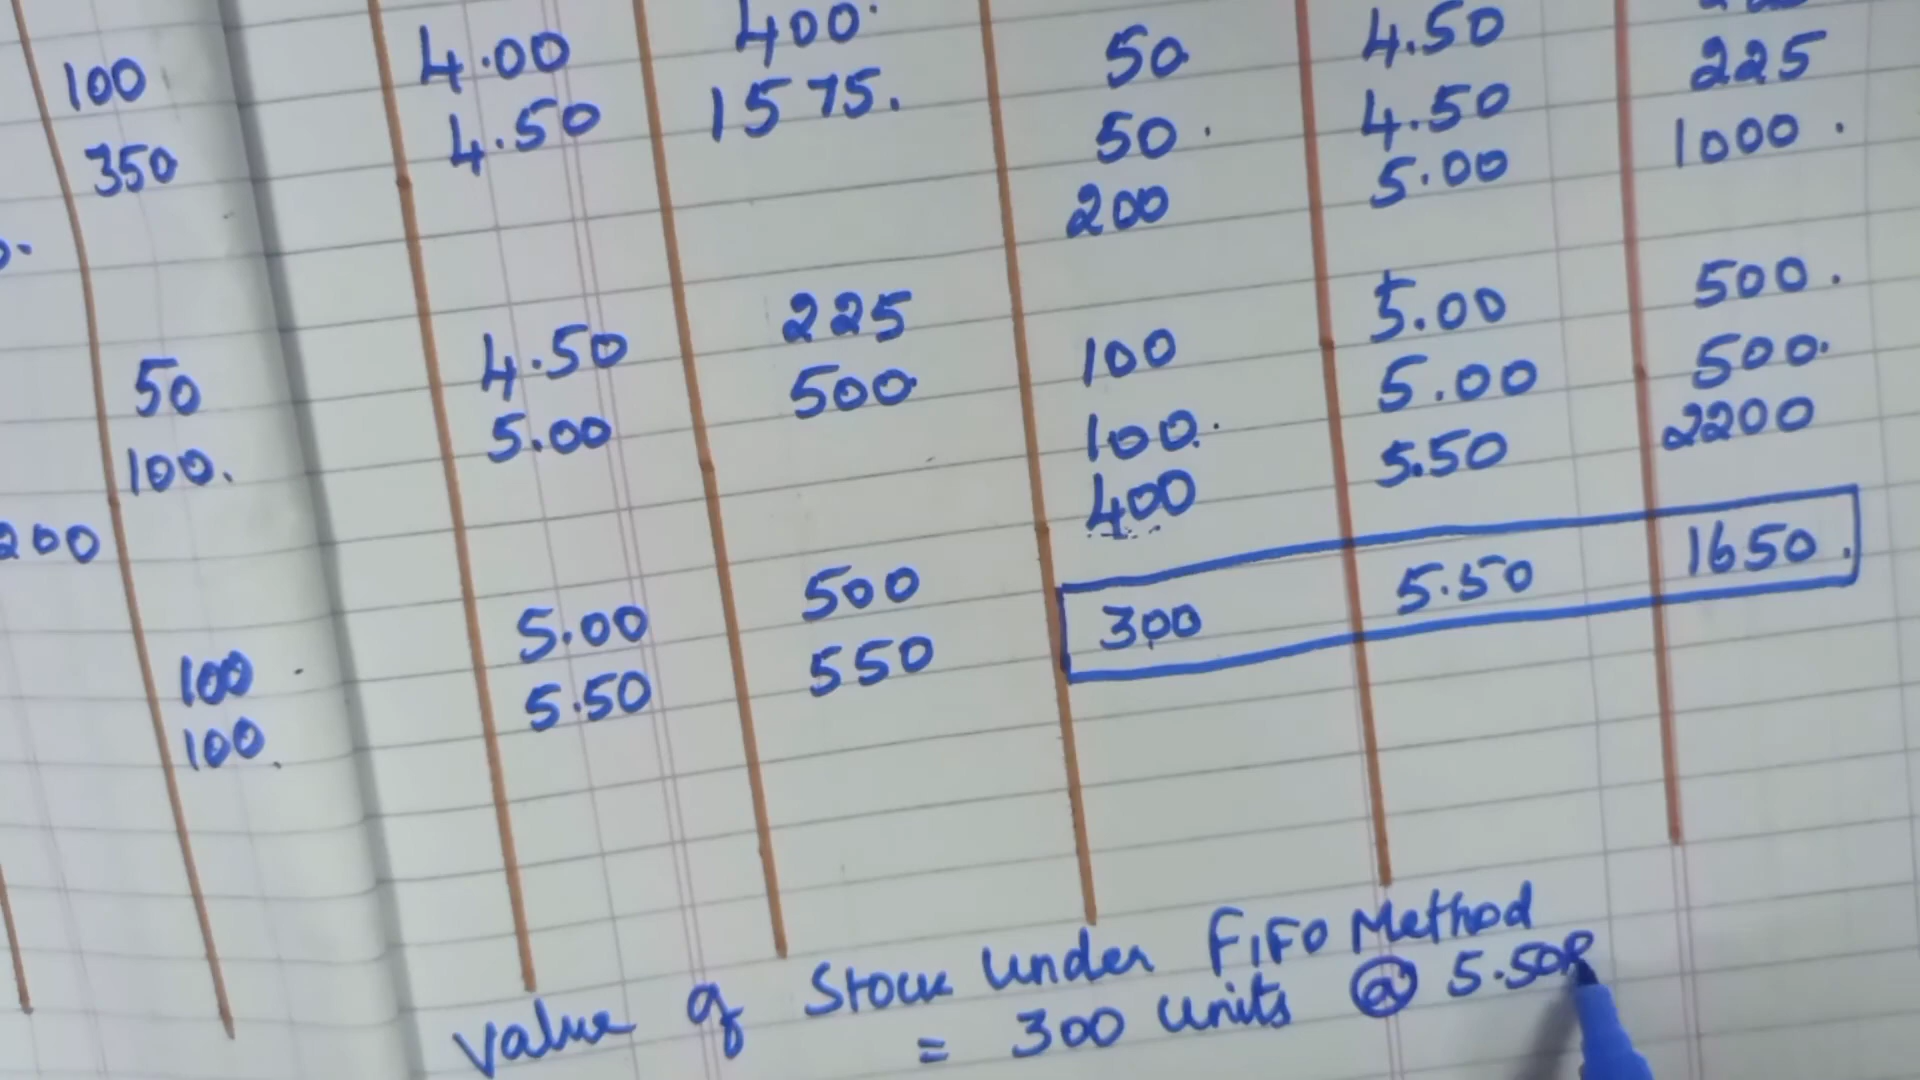 100 4.00 400. 50 4.50
350 4.50 1575. 50. 4.50 225
200 5.00 1000.
50 4.50 225 100 5.00 500.
100. 5.00 500 100. 5.00 500.
200 400 5.50 2200
100 5.00 500 300 5.50 1650.
100. 5.50 550
Value of Stock Under FIFO Method
= 300 Units @ 5.50